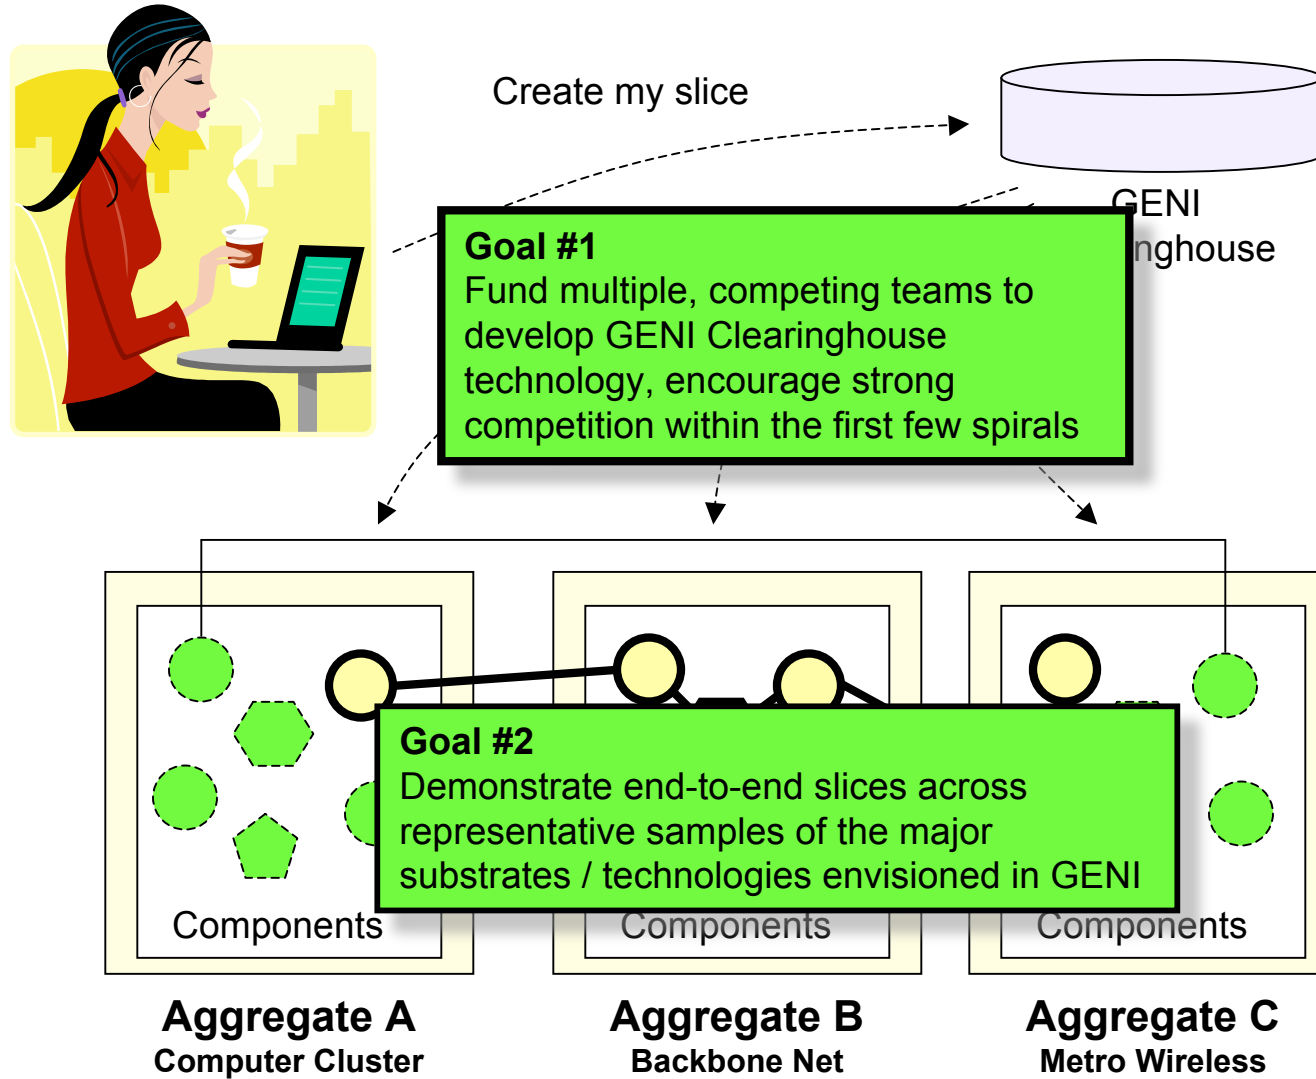 Create my slice
GENI
nghouse
Goal #1
Fund multiple, competing teams to
develop GENI Clearinghouse
technology, encourage strong
competition within the first few spirals
Goal #2
Demonstrate end-to-end slices across
representative samples of the major
substrates / technologies envisioned in GENI
Components
Components
Components
Aggregate A
Computer Cluster
Aggregate B
Backbone Net
Aggregate C
Metro Wireless